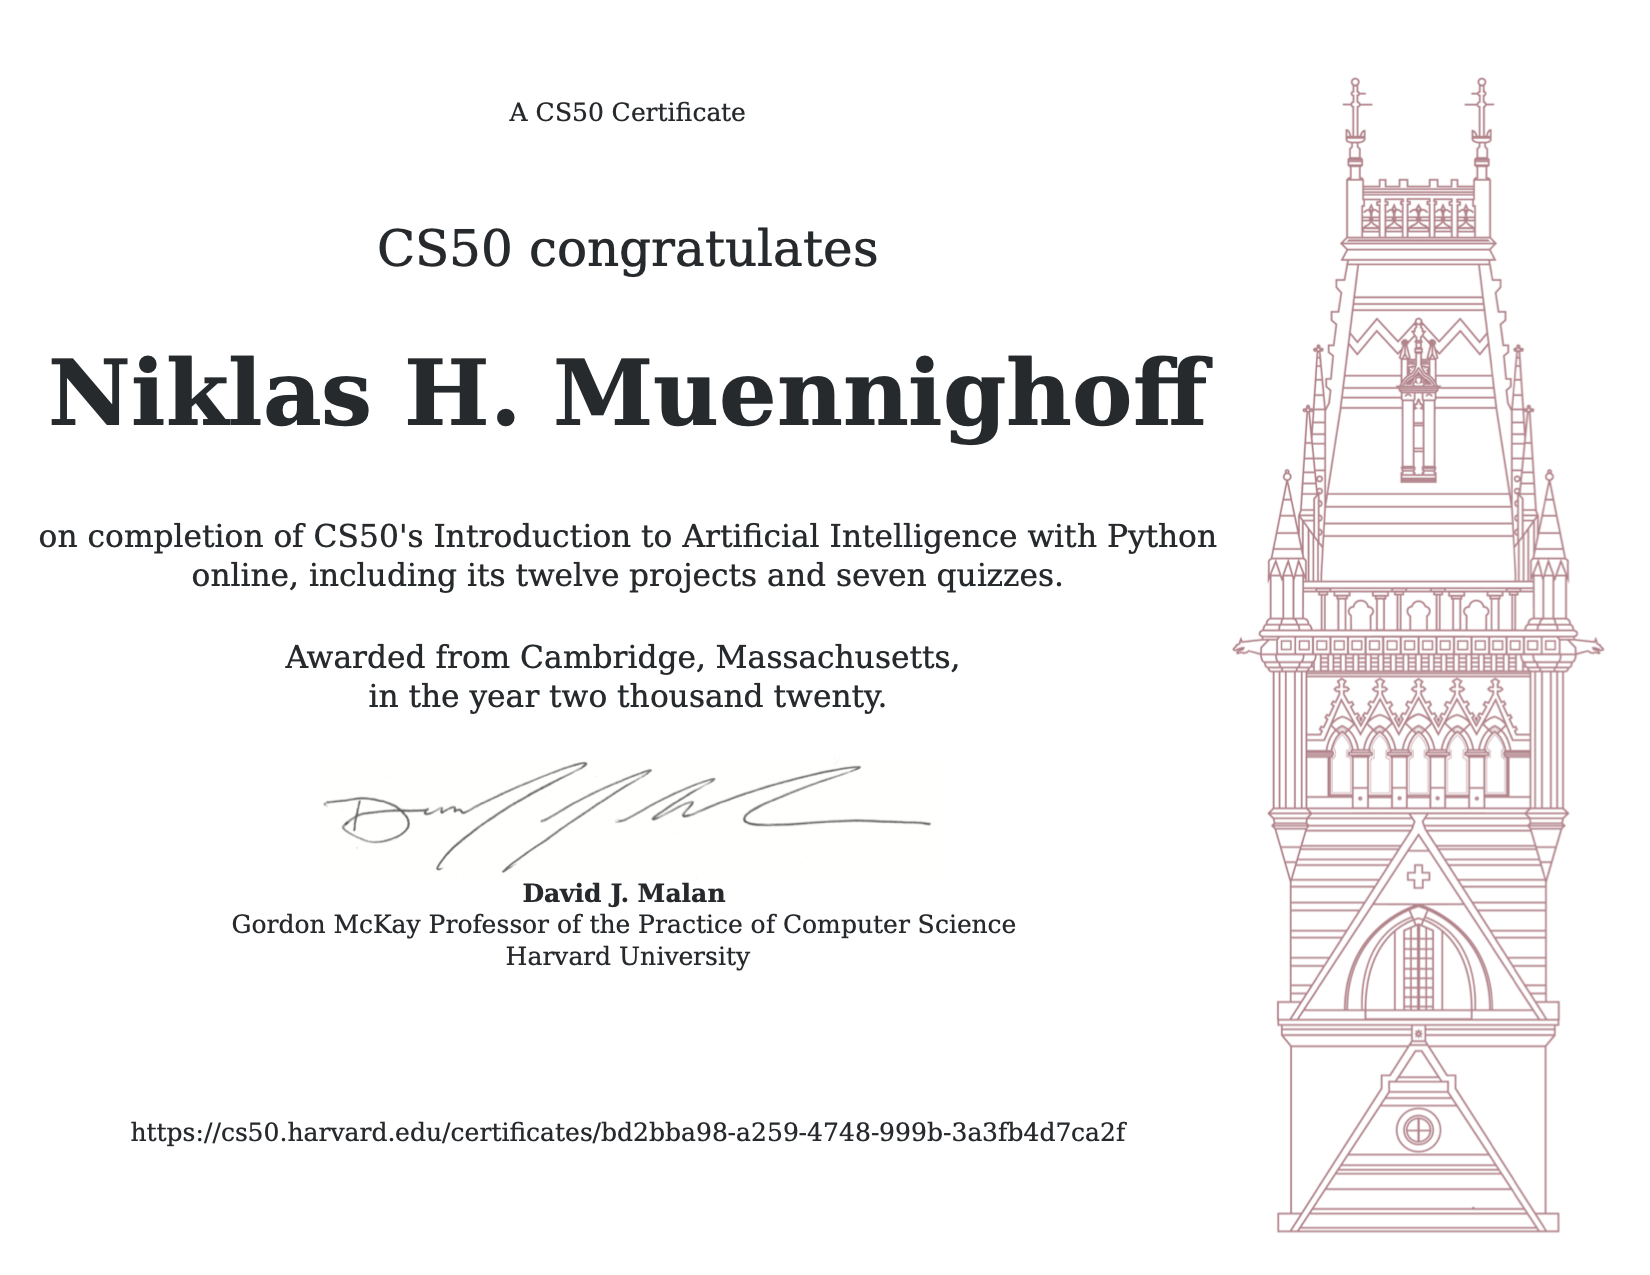 A CS50 Certificate
CS50 congratulates
Niklas H. Muennighoff
on completion of CS50's Introduction to Artificial Intelligence with Python
online, including its twelve projects and seven quizzes.
Awarded from Cambridge, Massachusetts,
in the year two thousand twenty.
David J. Malan
Gordon McKay Professor of the Practice of Computer Science
Harvard University
https://cs50.harvard.edu/certificates/bd2bba98-a259-4748-999b-3a3fb4d7ca2f